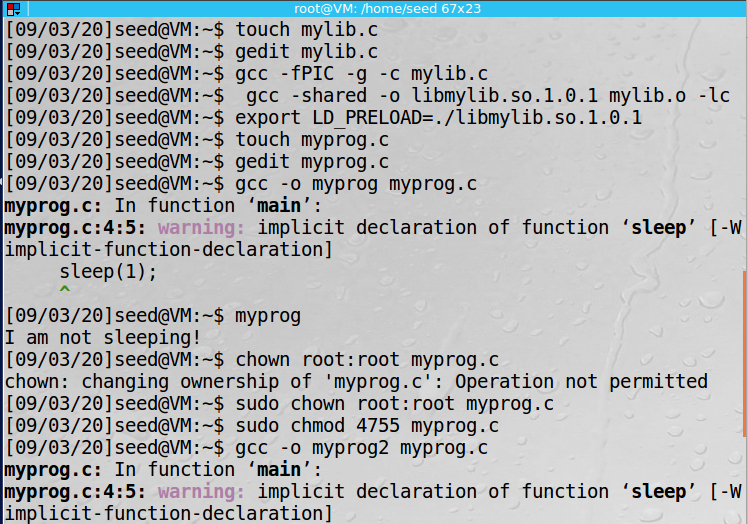 root@VM: /home/seed 67x23
[09/03/20]seed@VM:~$ touch mylib.c
[09/03/20]seed@VM:~$ gedit mylib.c
[09/03/20]seed@VM:~$ gcc -fPIC -g -c mylib.c
[09/03/20]seed@VM:~$  gcc -shared -o libmylib.so.1.0.1 mylib.o -lc
[09/03/20]seed@VM:~$ export LD_PRELOAD=./libmylib.so.1.0.1
[09/03/20]seed@VM:~$ touch myprog.c
[09/03/20]seed@VM:~$ gedit myprog.c
[09/03/20]seed@VM:~$ gcc -o myprog myprog.c
myprog.c: In function ‘main’:
myprog.c:4:5: warning: implicit declaration of function ‘sleep’ [-W
implicit-function-declaration]
     sleep(1);
     ^
[09/03/20]seed@VM:~$ myprog
I am not sleeping!
[09/03/20]seed@VM:~$ chown root:root myprog.c
chown: changing ownership of 'myprog.c': Operation not permitted
[09/03/20]seed@VM:~$ sudo chown root:root myprog.c
[09/03/20]seed@VM:~$ sudo chmod 4755 myprog.c
[09/03/20]seed@VM:~$ gcc -o myprog2 myprog.c
myprog.c: In function ‘main’:
myprog.c:4:5: warning: implicit declaration of function ‘sleep’ [-W
implicit-function-declaration]